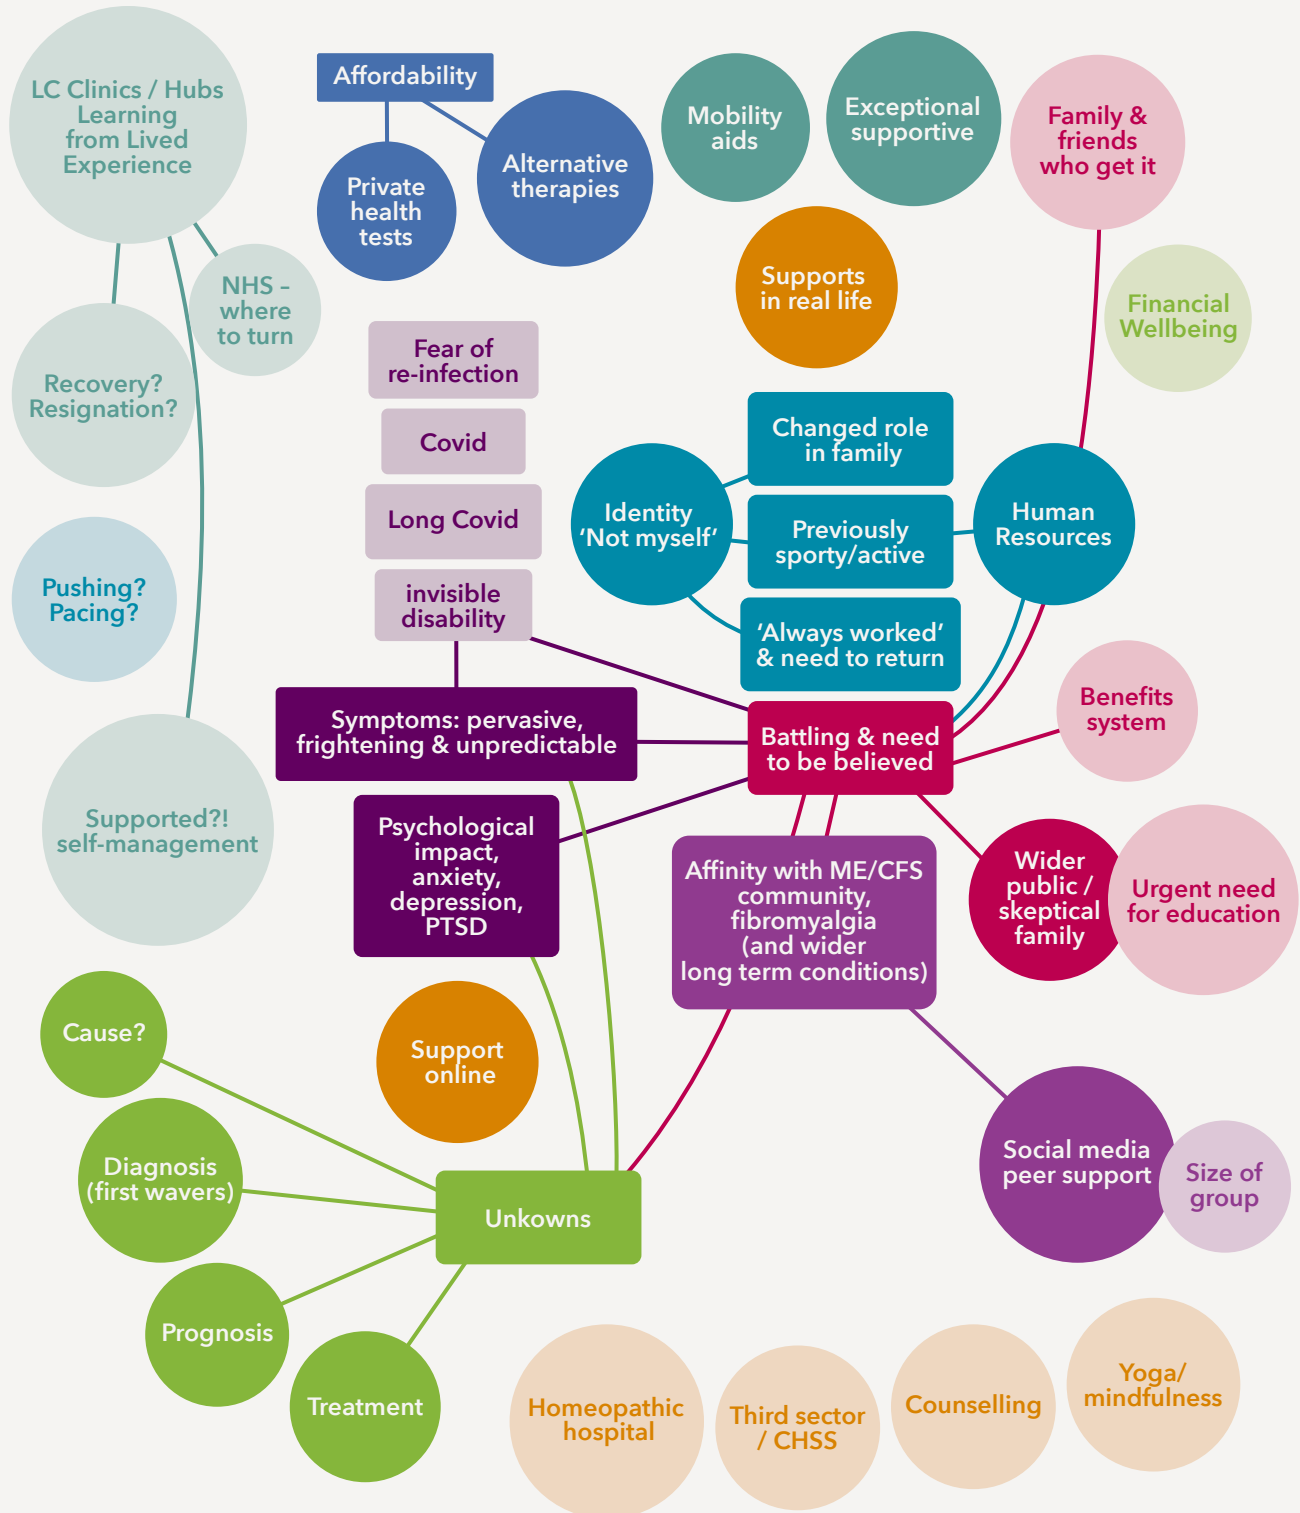 LC Clinics / Hubs
Learning
from Lived
Experience
Affordability
Private
health
tests
Alternative
therapies
Mobility
aids
Exceptional
supportive
Family &
friends
who get it
NHS –
where
to turn
Supports
in real life
Financial
Wellbeing
Recovery?
Resignation?
Fear of
re-infection
Covid
Long Covid
invisible
disability
Identity
‘Not myself’
Changed role
in family
Previously
sporty/active
‘Always worked’
& need to return
Human
Resources
Pushing?
Pacing?
Symptoms: pervasive,
frightening & unpredictable
Battling & need
to be believed
Benefits
system
Supported?!
self-management
Psychological
impact,
anxiety,
depression,
PTSD
Affinity with ME/CFS
community,
fibromyalgia
(and wider
long term conditions)
Wider
public /
skeptical
family
Urgent need
for education
Cause?
Support
online
Diagnosis
(first wavers)
Unkowns
Social media
peer support
Size of
group
Prognosis
Treatment
Homeopathic
hospital
Third sector
/ CHSS
Counselling
Yoga/
mindfulness